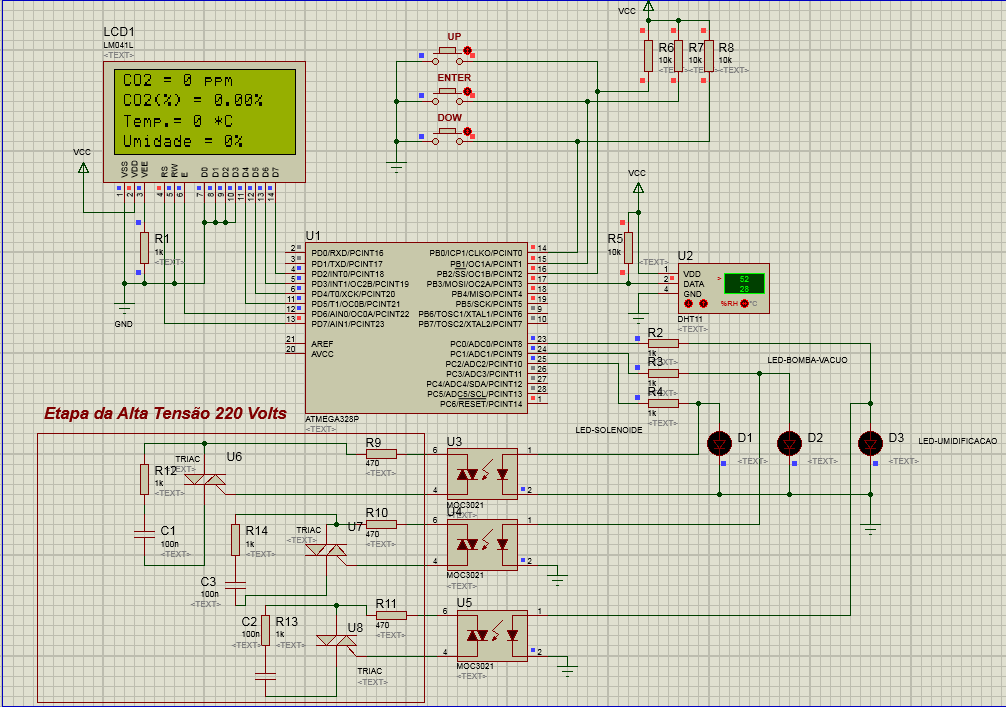 LCD1
LM041L
<TEXT>
CO2 = 0 ppm
CO2(%) = 0.00%
Temp.= 0 *C
Umidade = 0%
VSS
VDD
VEE
RS
RW
E
D0
D1
D2
D3
D4
D5
D6
D7
1
2
3
4
5
6
7
8
9
10
11
12
13
14
VCC
R1
1k
<TEXT>
GND
UP
ENTER
DOW
VCC
R6
10k
<TEXT>
R7
10k
<TEXT>
R8
10k
<TEXT>
VCC
R5
10k
<TEXT>
U2
1
2
4
VDD
DATA
GND
>
52
28
%RH
°C
DHT11
<TEXT>
U1
2 PD0/RXD/PCINT16
3 PD1/TXD/PCINT17
4 PD2/INT0/PCINT18
5 PD3/INT1/OC2B/PCINT19
6 PD4/T0/XCK/PCINT20
11 PD5/T1/OC0B/PCINT21
12 PD6/AIN0/OC0A/PCINT22
13 PD7/AIN1/PCINT23
21 AREF
20 AVCC
PB0/ICP1/CLKO/PCINT0 14
PB1/OC1A/PCINT1 15
PB2/SS/OC1B/PCINT2 16
PB3/MOSI/OC2A/PCINT3 17
PB4/MISO/PCINT4 18
PB5/SCK/PCINT5 19
PB6/TOSC1/XTAL1/PCINT6 9
PB7/TOSC2/XTAL2/PCINT7 10
PC0/ADC0/PCINT8 23
PC1/ADC1/PCINT9 24
PC2/ADC2/PCINT10 25
PC3/ADC3/PCINT11 26
PC4/ADC4/SDA/PCINT12 27
PC5/ADC5/SCL/PCINT13 28
PC6/RESET/PCINT14 1
ATMEGA328P
<TEXT>
R2
1k
<TEXT>
R3
1k
<TEXT>
R4
1k
<TEXT>
LED-BOMBA-VACUO
LED-SOLENOIDE
D1
<TEXT>
D2
<TEXT>
D3
<TEXT>
LED-UMIDIFICACAO
Etapa da Alta Tensão 220 Volts
R12
1k
<TEXT>
TRIAC
<TEXT>
U6
C1
100n
<TEXT>
R9
470
<TEXT>
U3
6
4
1
2
MOC3021
<TEXT>
R14
1k
<TEXT>
TRIAC
<TEXT>
U7
C3
100n
<TEXT>
R10
470
<TEXT>
U4
6
4
1
2
MOC3021
<TEXT>
C2
100n
<TEXT>
R13
1k
<TEXT>
U8
TRIAC
<TEXT>
R11
470
<TEXT>
U5
6
4
1
2
MOC3021
<TEXT>